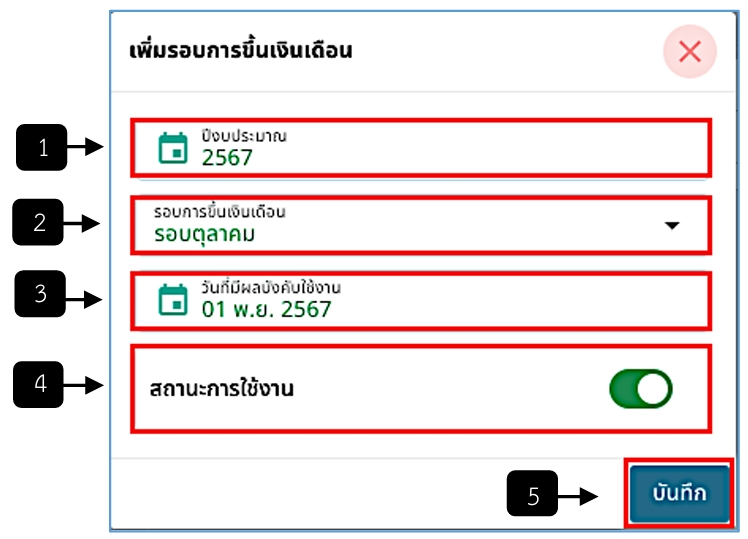 เพิ่มรอบการขึ้นเงินเดือน
1
ปีงบประมาณ
2567
2
รอบการขึ้นเงินเดือน
รอบตุลาคม
3
วันที่มีผลบังคับใช้งาน
01 พ.ย. 2567
4
สถานะการใช้งาน
5
บันทึก